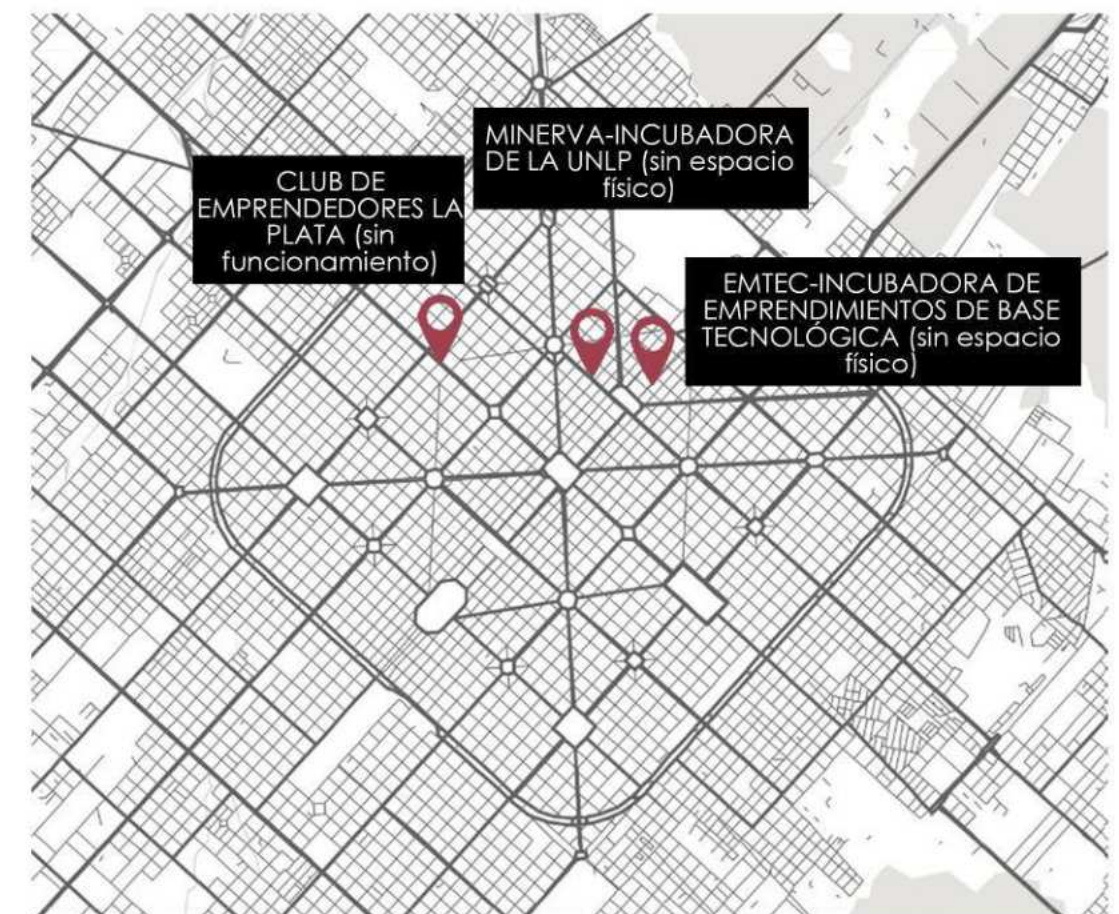 MINERVA-INCUBADORA
DE LA UNLP (sin espacio
físico)
CLUB DE
EMPRENDEDORES LA
PLATA (sin
funcionamiento)
EMTEC-INCUBADORA DE
EMPRENDIMIENTOS DE BASE
TECNOLÓGICA (sin espacio
físico)